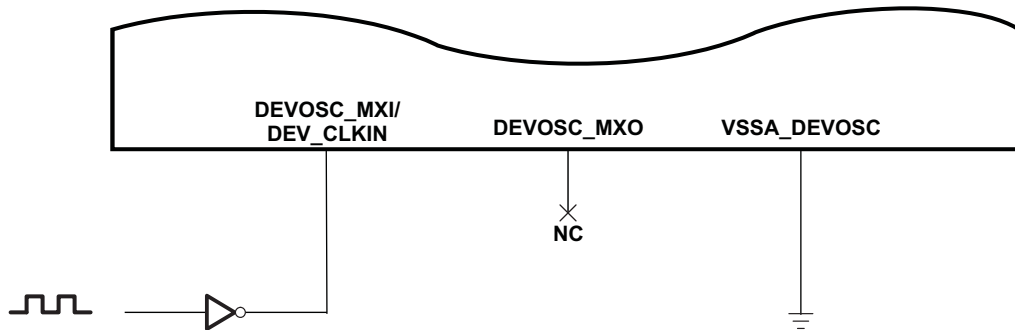 DEVOSC_MXI/
DEV_CLKIN
DEVOSC_MXO
VSSA_DEVOSC
NC